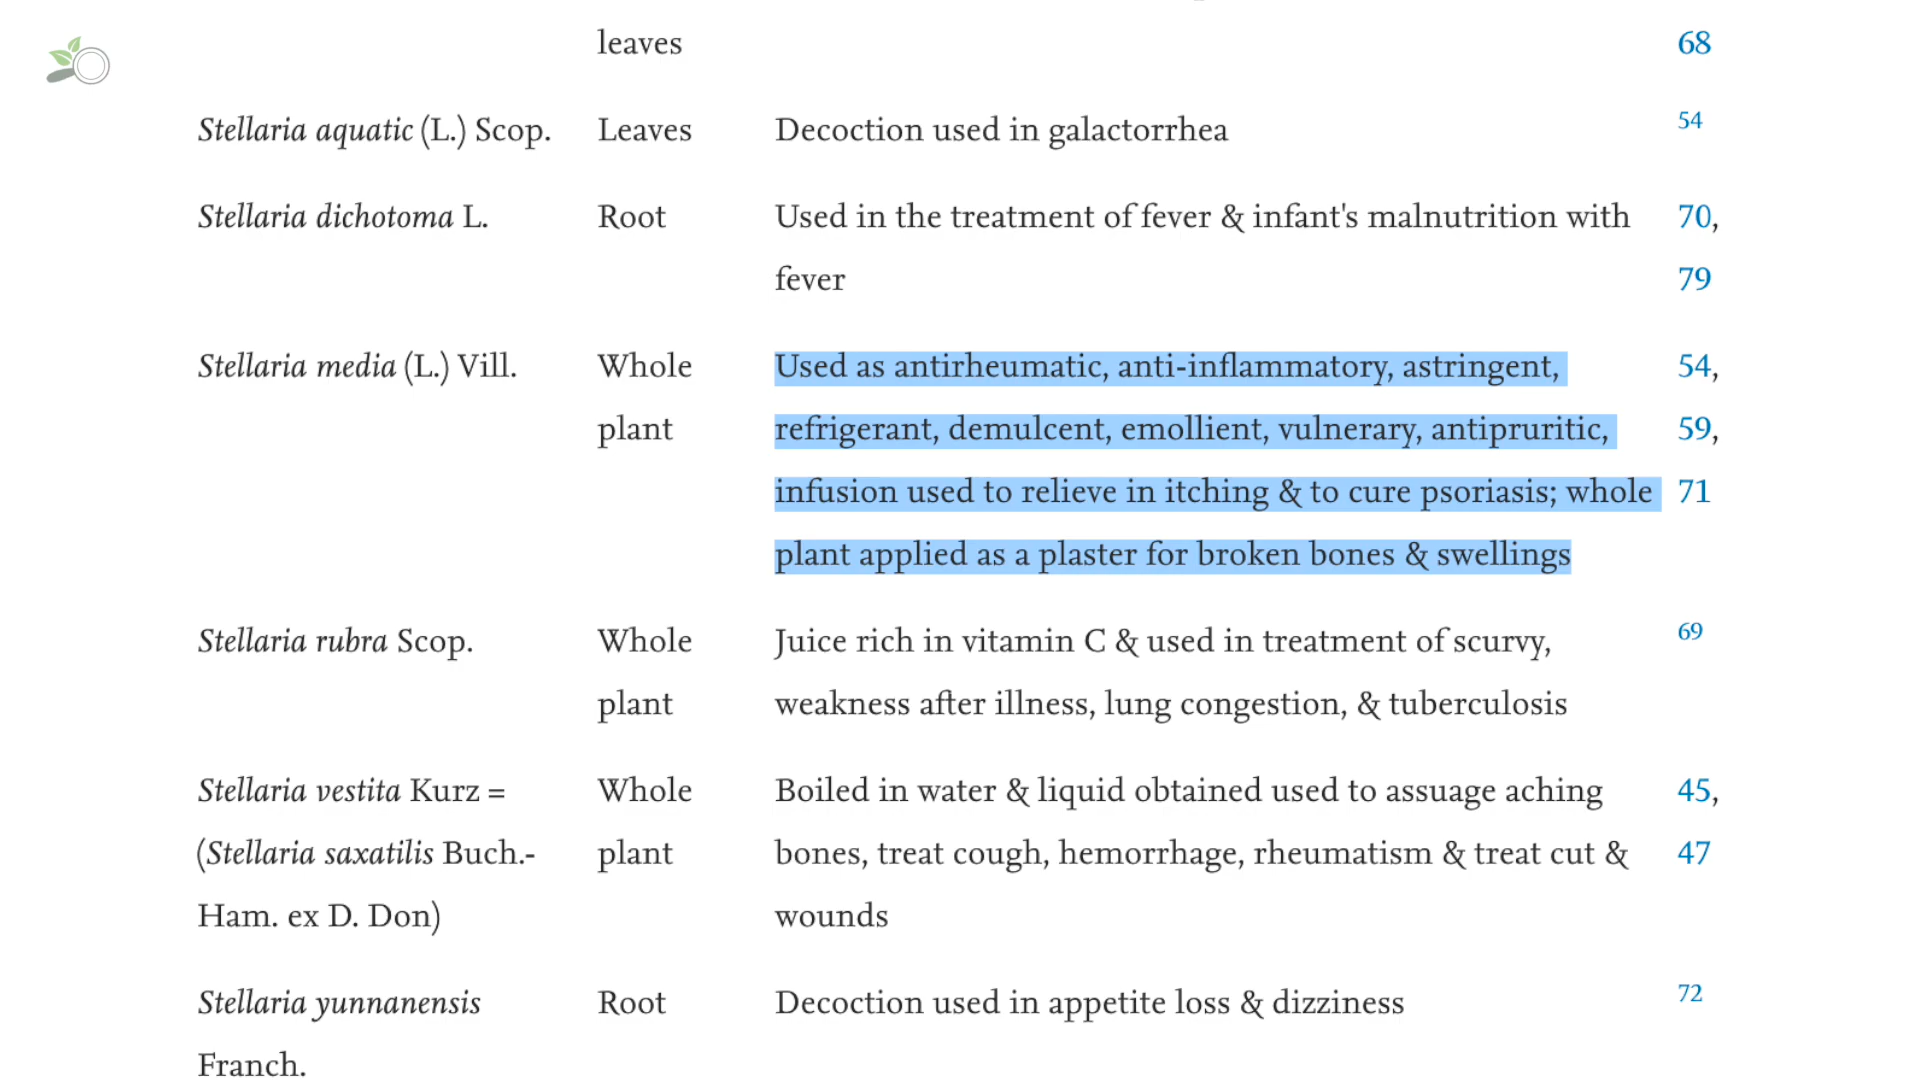 leaves 68
Stellaria aquatic (L.) Scop. Leaves Decoction used in galactorrhea 54
Stellaria dichotoma L. Root Used in the treatment of fever & infant's malnutrition with 70,
fever 79
Stellaria media (L.) Vill. Whole Used as antirheumatic, anti-inflammatory, astringent, 54,
plant refrigerant, demulcent, emollient, vulnerary, antipruritic, 59,
infusion used to relieve in itching & to cure psoriasis; whole 71
plant applied as a plaster for broken bones & swellings
Stellaria rubra Scop. Whole Juice rich in vitamin C & used in treatment of scurvy, 69
plant weakness after illness, lung congestion, & tuberculosis
Stellaria vestita Kurz = Whole Boiled in water & liquid obtained used to assuage aching 45,
(Stellaria saxatilis Buch.- plant bones, treat cough, hemorrhage, rheumatism & treat cut & 47
Ham. ex D. Don) wounds
Stellaria yunnanensis Root Decoction used in appetite loss & dizziness 72
Franch.